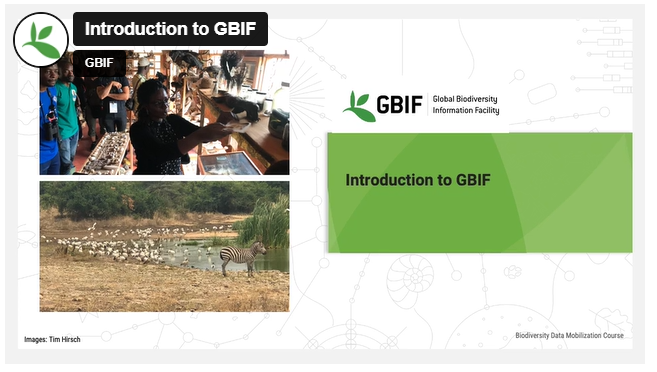 Introduction to GBIF
GBIF
GBIF
Global Biodiversity
Information Facility
Introduction to GBIF
Images: Tim Hirsch
Biodiversity Data Mobilization Course